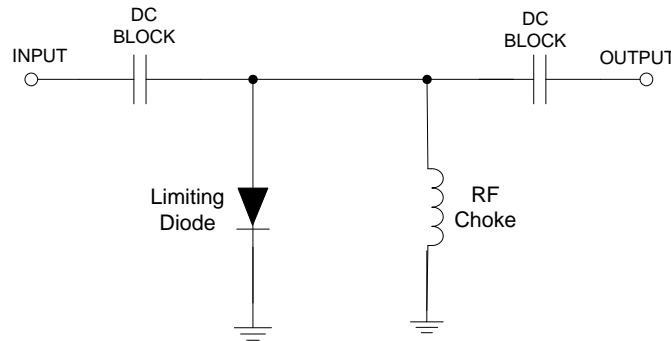 DC
BLOCK
DC
BLOCK
INPUT
OUTPUT
Limiting
Diode
RF
Choke